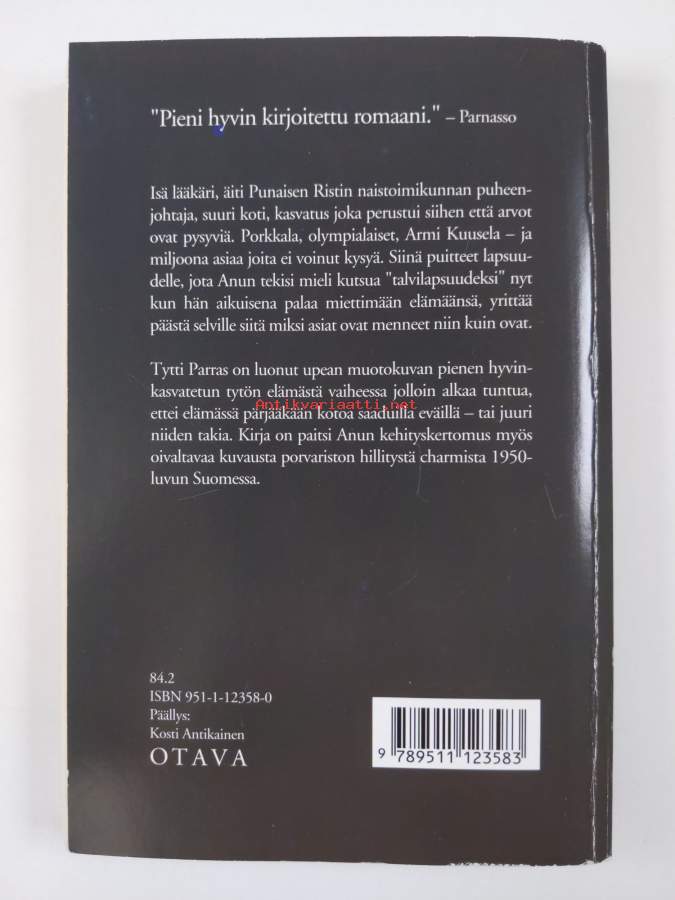 "Pieni hyvin kirjoitettu romaani." – Parnasso
Isä lääkäri, äiti Punaisen Ristin naistoimikunnan puheen-
johtaja, suuri koti, kasvatus joka perustui siihen että arvot
ovat pysyviä. Porkkala, olympialaiset, Armi Kuusela – ja
miljoona asiaa joita ei voinut kysyä. Siinä puitteet lapsuu-
delle, jota Anun tekisi mieli kutsua "talvilapsuudeksi" nyt
kun hän aikuisena palaa miettimään elämäänsä, yrittää
päästä selville siitä miksi asiat ovat menneet niin kuin ovat.
Tytti Parras on luonut upean muotokuvan pienen hyvin-
kasvatetun tytön elämästä vaiheessa jolloin alkaa tuntua,
Antikvariaatti.net
ettei elämässä pärjääkään kotoa saaduilla eväillä – tai juuri
niiden takia. Kirja on paitsi Anun kehityskertomus myös
oivaltavaa kuvausta porvariston hillitystä charmista 1950-
luvun Suomessa.
84.2
ISBN 951-1-12358-0
Päällys:
Kosti Antikainen
OTAVA
9 789511 123583